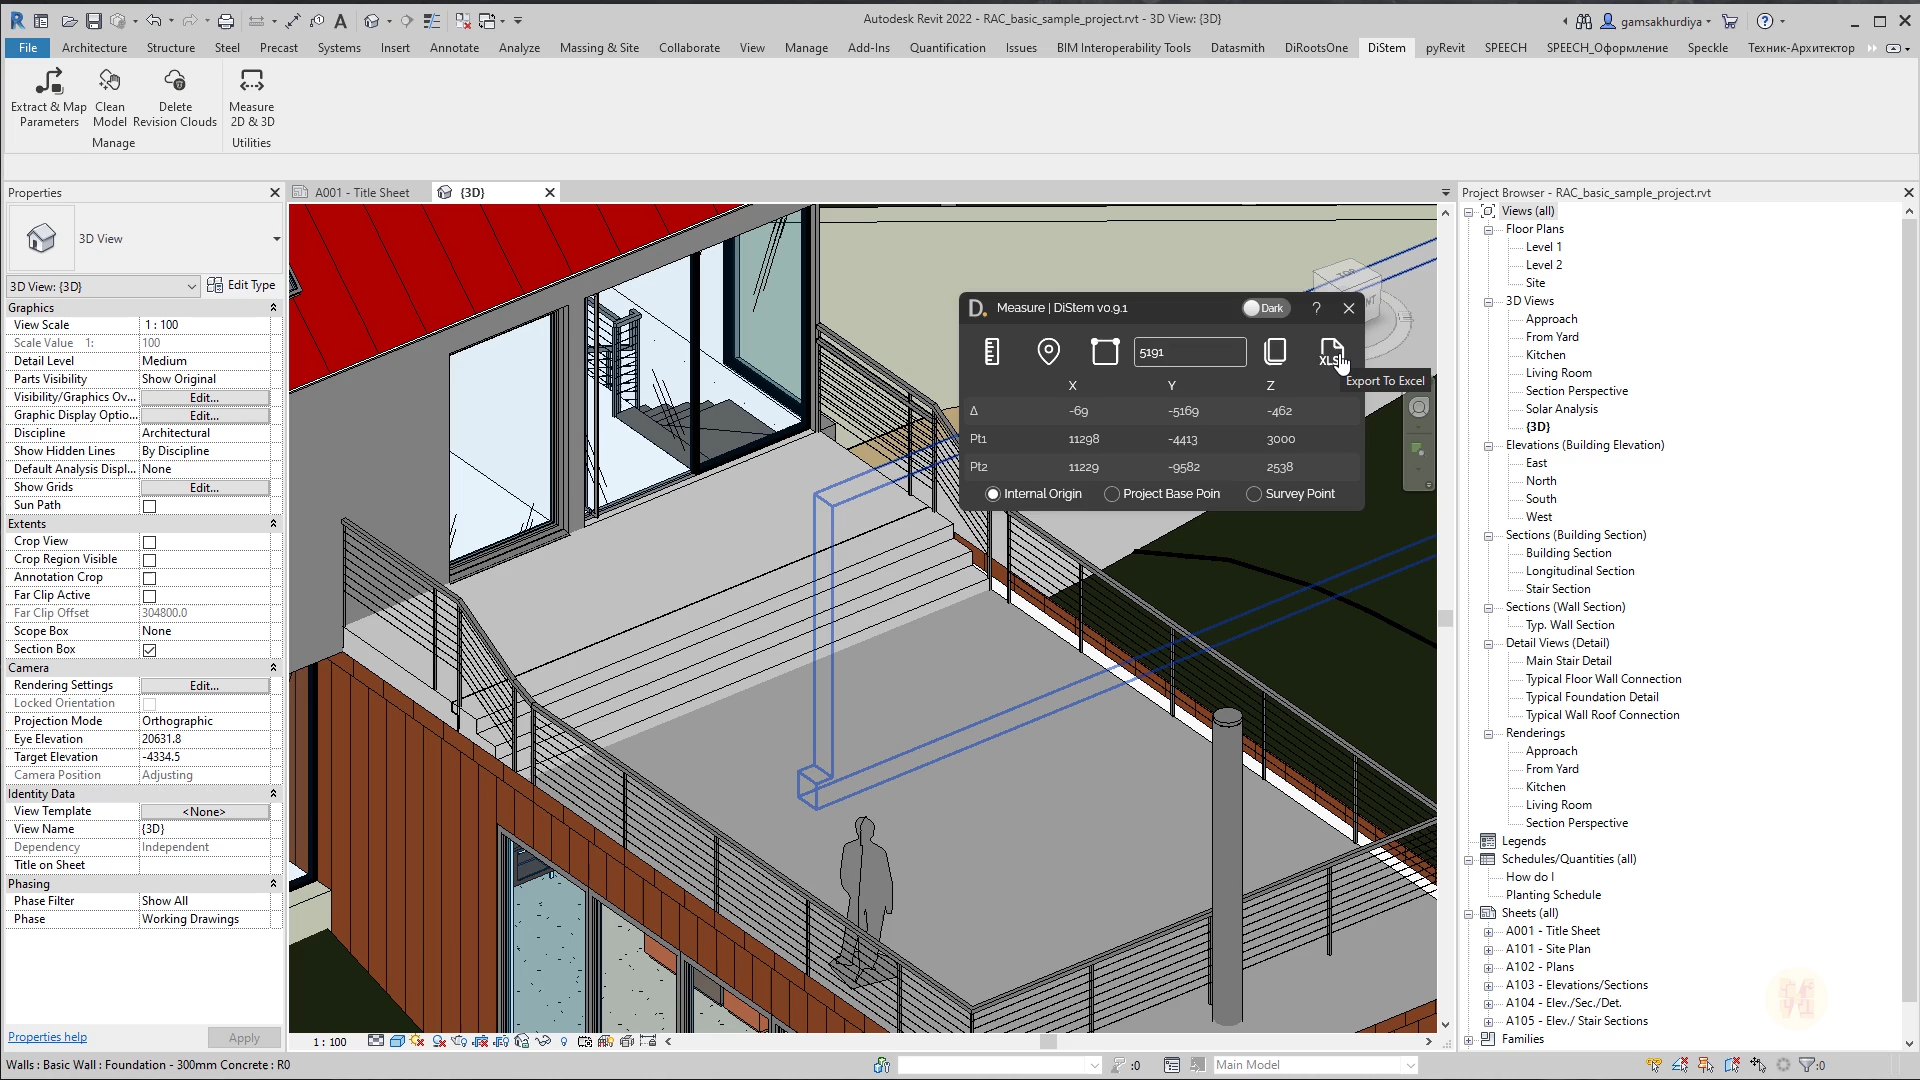 Autodesk Revit 2022 - RAC_basic_sample_project.rvt - 3D View: {3D}
gamsakhurdiya
File Architecture Structure Steel Precast Systems Insert Annotate Analyze Massing & Site Collaborate View Manage Add-Ins Quantification Issues BIM Interoperability Tools Datasmith DiRootsOne DiStem pyRevit SPEECH SPEECH_Оформление Speckle Техник-Архитектор
Extract & Map Parameters
Clean Model
Delete Revision Clouds
Measure 2D & 3D
Manage
Utilities
Properties
3D View
3D View: {3D}
Edit Type
Graphics
View Scale 1 : 100
Scale Value 1: 100
Detail Level Medium
Parts Visibility Show Original
Visibility/Graphics Ov... Edit...
Graphic Display Optio... Edit...
Discipline Architectural
Show Hidden Lines By Discipline
Default Analysis Displ... None
Show Grids Edit...
Sun Path
Extents
Crop View
Crop Region Visible
Annotation Crop
Far Clip Active
Far Clip Offset 304800.0
Scope Box None
Section Box
Camera
Rendering Settings Edit...
Locked Orientation
Projection Mode Orthographic
Eye Elevation 20631.8
Target Elevation -4334.5
Camera Position Adjusting
Identity Data
View Template <None>
View Name {3D}
Dependency Independent
Title on Sheet
Phasing
Phase Filter Show All
Phase Working Drawings
Properties help
Apply
A001 - Title Sheet
{3D}
TOP
D. Measure | DiStem v0.9.1
Dark
?
5191
XLS
Export To Excel
X Y Z
Δ -69 -5169 -462
Pt1 11298 -4413 3000
Pt2 11229 -9582 2538
Internal Origin Project Base Poin Survey Point
1 : 100
Project Browser - RAC_basic_sample_project.rvt
Views (all)
Floor Plans
Level 1
Level 2
Site
3D Views
Approach
From Yard
Kitchen
Living Room
Section Perspective
Solar Analysis
{3D}
Elevations (Building Elevation)
East
North
South
West
Sections (Building Section)
Building Section
Longitudinal Section
Stair Section
Sections (Wall Section)
Typ. Wall Section
Detail Views (Detail)
Main Stair Detail
Typical Floor Wall Connection
Typical Foundation Detail
Typical Wall Roof Connection
Renderings
Approach
From Yard
Kitchen
Living Room
Section Perspective
Legends
Schedules/Quantities (all)
How do I
Planting Schedule
Sheets (all)
A001 - Title Sheet
A101 - Site Plan
A102 - Plans
A103 - Elevations/Sections
A104 - Elev./Sec./Det.
A105 - Elev./ Stair Sections
Families
Walls : Basic Wall : Foundation - 300mm Concrete : R0
:0
Main Model
:0